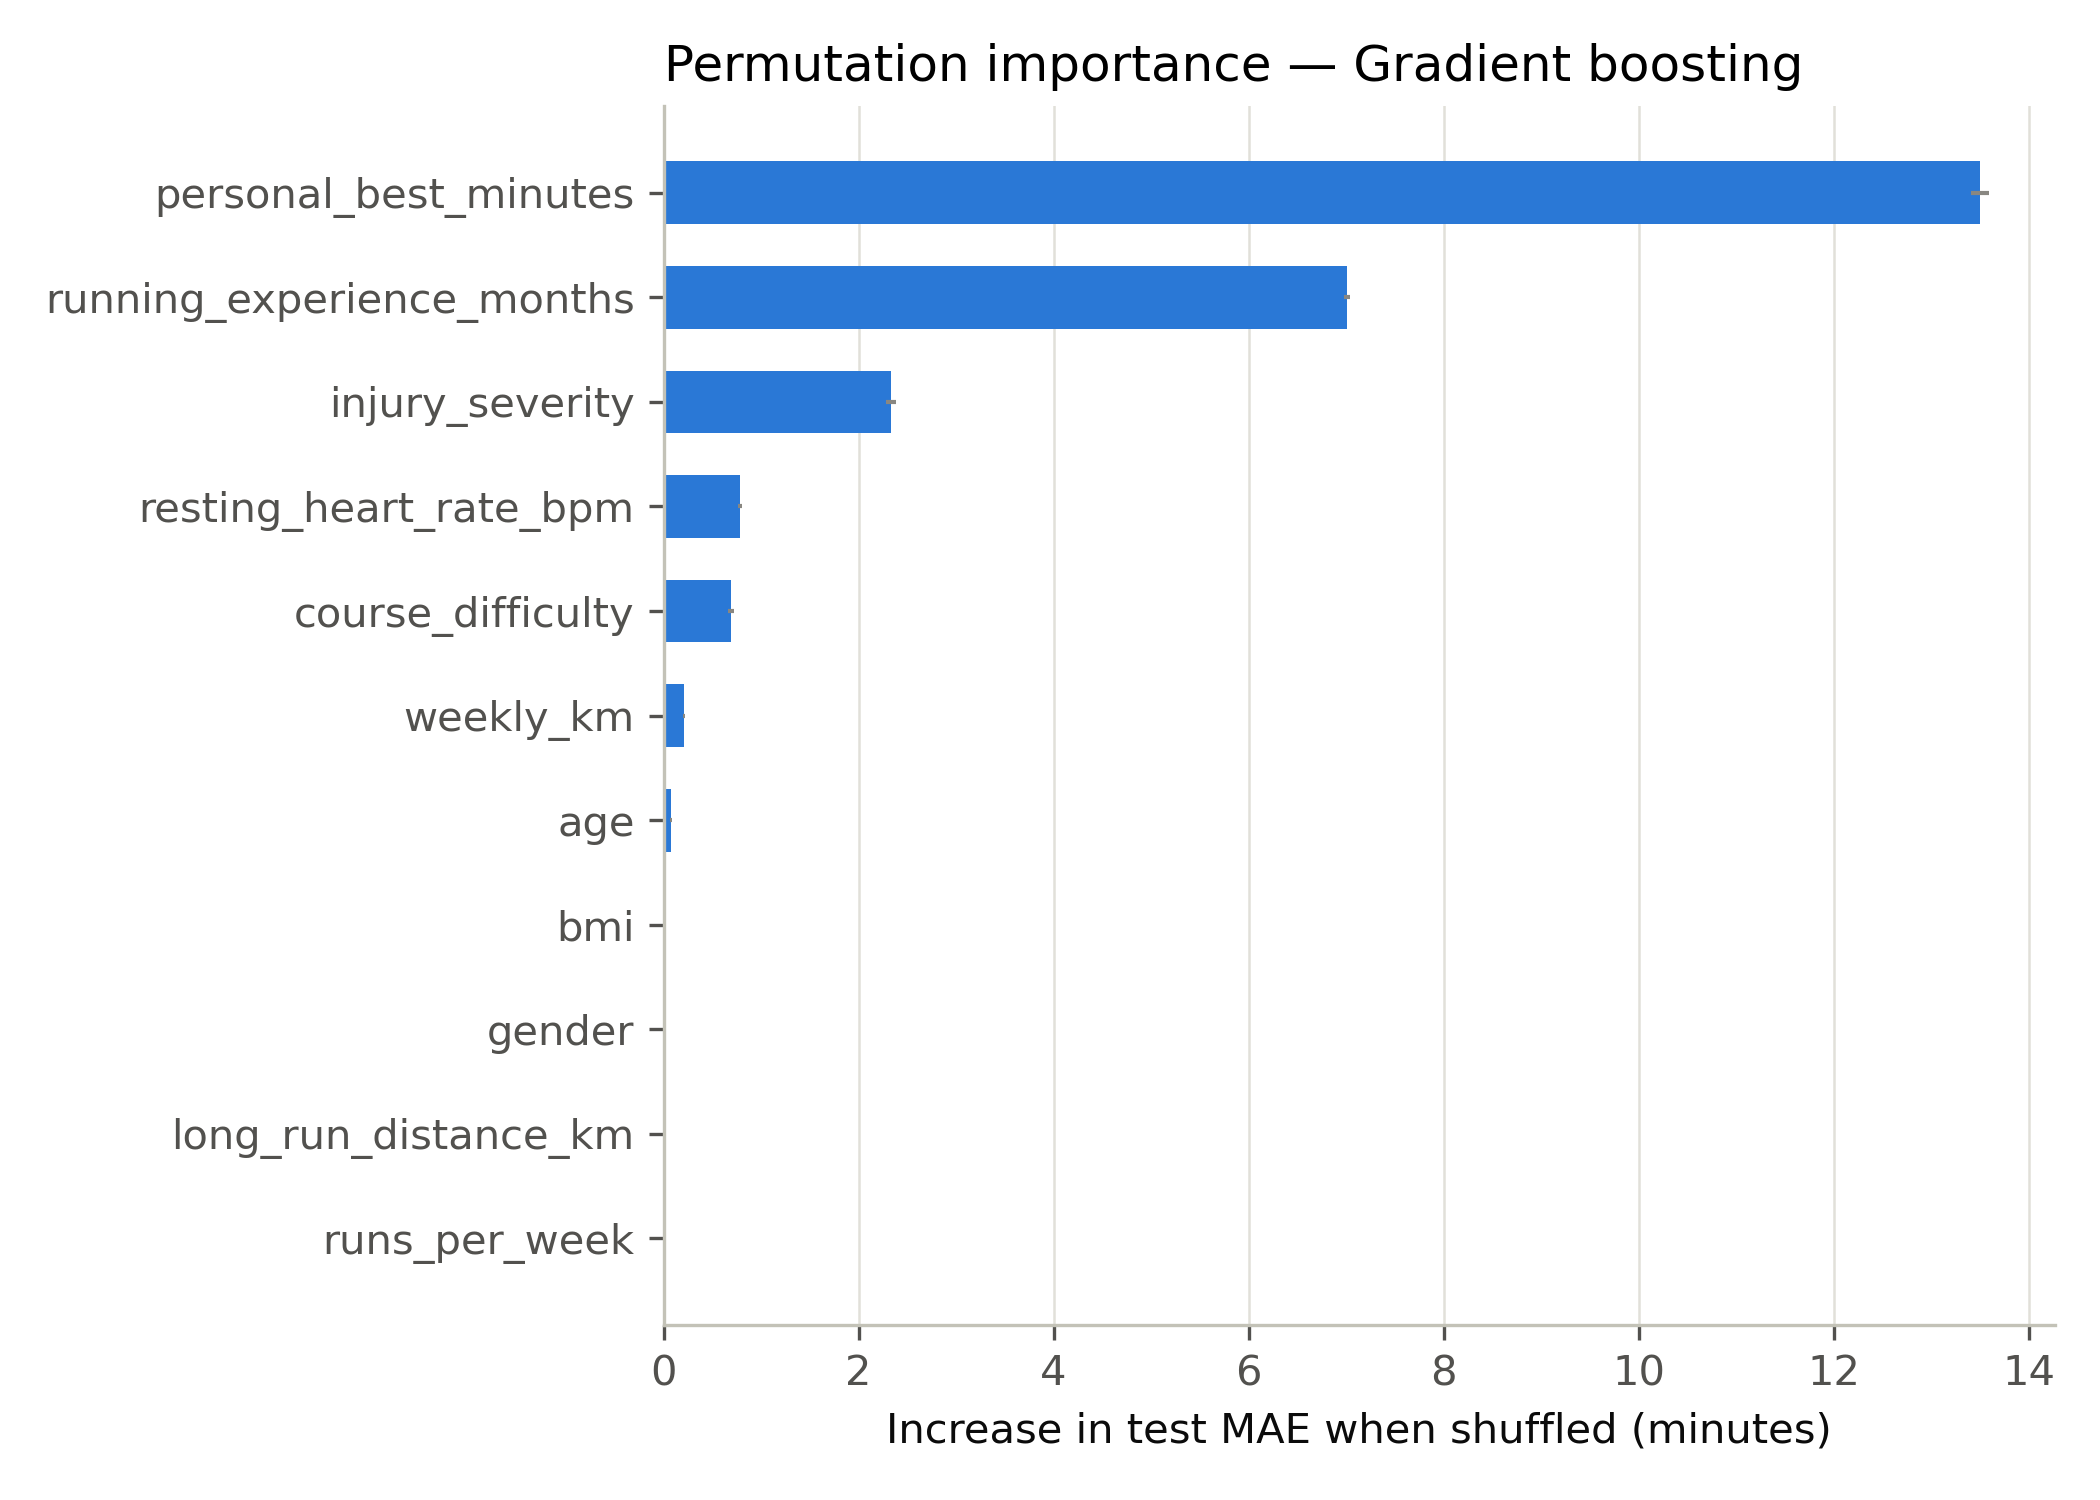 Permutation importance — Gradient boosting
personal_best_minutes
running_experience_months
injury_severity
resting_heart_rate_bpm
course_difficulty
weekly_km
age
bmi
gender
long_run_distance_km
runs_per_week
0 2 4 6 8 10 12 14
Increase in test MAE when shuffled (minutes)